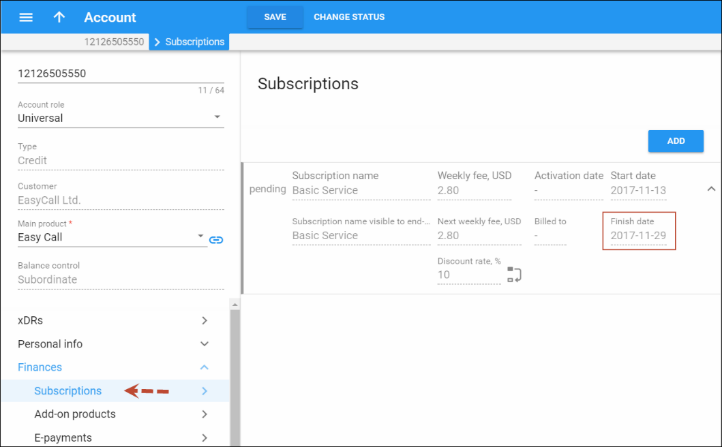 Account SAVE CHANGE STATUS
12126505550 Subscriptions
12126505550
11 / 64
Account role
Universal
Type
Credit
Customer
EasyCall Ltd.
Main product *
Easy Call
Balance control
Subordinate
xDRs
Personal info
Finances
Subscriptions
Add-on products
E-payments
Subscriptions
ADD
Subscription name Weekly fee, USD Activation date Start date
pending Basic Service 2.80 - 2017-11-13
Subscription name visible to end-... Next weekly fee, USD Billed to Finish date
Basic Service 2.80 - 2017-11-29
Discount rate, %
10